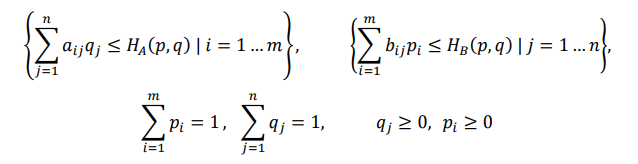 {∑_{j=1}^{n} a_{ij}q_j ≤ H_A(p, q) | i = 1 … m}, {∑_{i=1}^{m} b_{ij}p_i ≤ H_B(p, q) | j = 1 … n},
∑_{i=1}^{m} p_i = 1, ∑_{j=1}^{n} q_j = 1, q_j ≥ 0, p_i ≥ 0